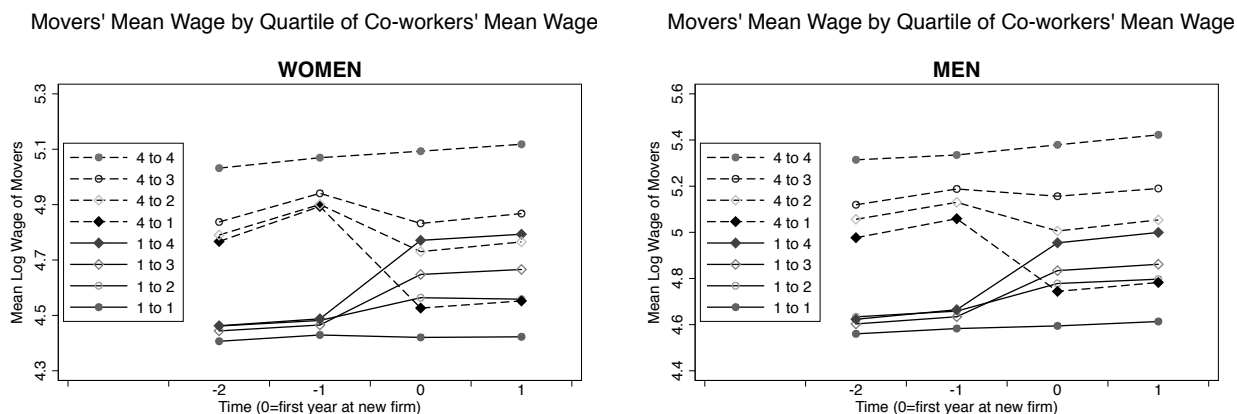 Movers' Mean Wage by Quartile of Co-workers' Mean Wage
WOMEN
Mean Log Wage of Movers
5.3
5.1
4.9
4.7
4.5
4.3
4 to 4
4 to 3
4 to 2
4 to 1
1 to 4
1 to 3
1 to 2
1 to 1
-2 -1 0 1
Time (0=first year at new firm)
Movers' Mean Wage by Quartile of Co-workers' Mean Wage
MEN
Mean Log Wage of Movers
5.6
5.4
5.2
5
4.8
4.6
4.4
4 to 4
4 to 3
4 to 2
4 to 1
1 to 4
1 to 3
1 to 2
1 to 1
-2 -1 0 1
Time (0=first year at new firm)